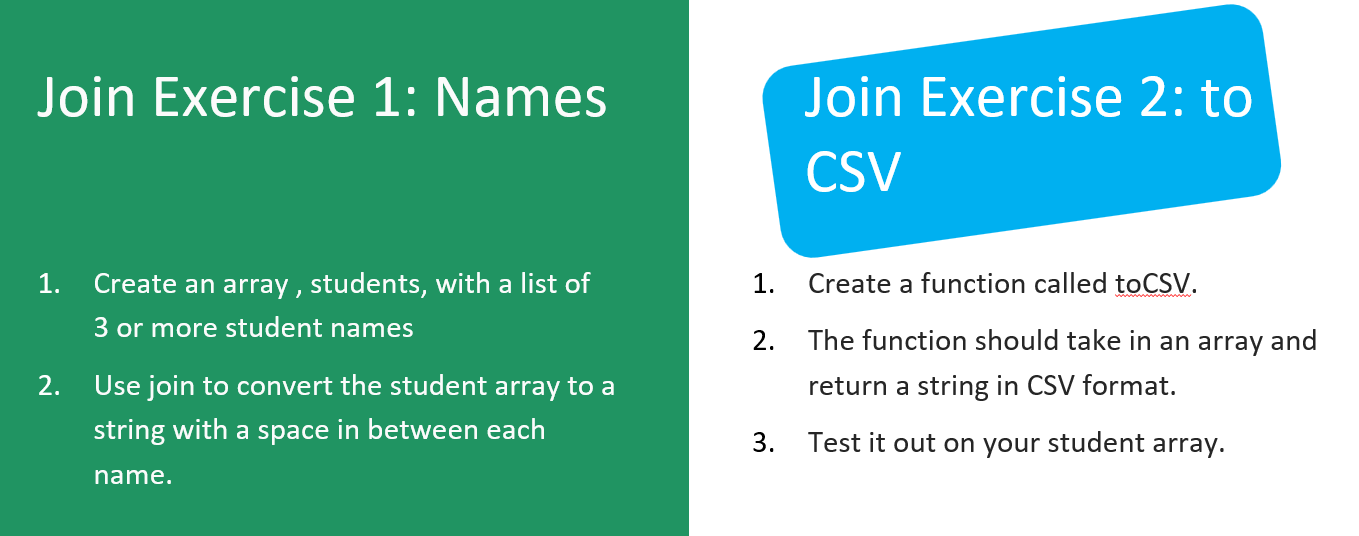 Join Exercise 1: Names
1. Create an array , students, with a list of
3 or more student names
2. Use join to convert the student array to a
string with a space in between each
name.
Join Exercise 2: to
CSV
1. Create a function called toCSV.
2. The function should take in an array and
return a string in CSV format.
3. Test it out on your student array.